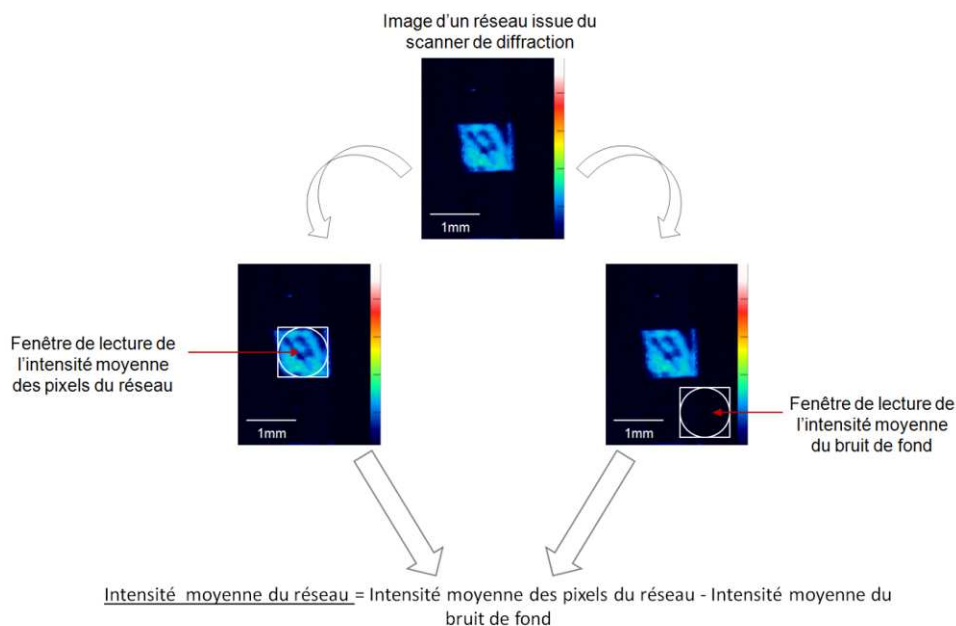 Image d'un réseau issue du
scanner de diffraction
1mm
Fenêtre de lecture de
l'intensité moyenne
des pixels du réseau
1mm
1mm
Fenêtre de lecture de
l'intensité moyenne
du bruit de fond
Intensité moyenne du réseau = Intensité moyenne des pixels du réseau - Intensité moyenne du
bruit de fond